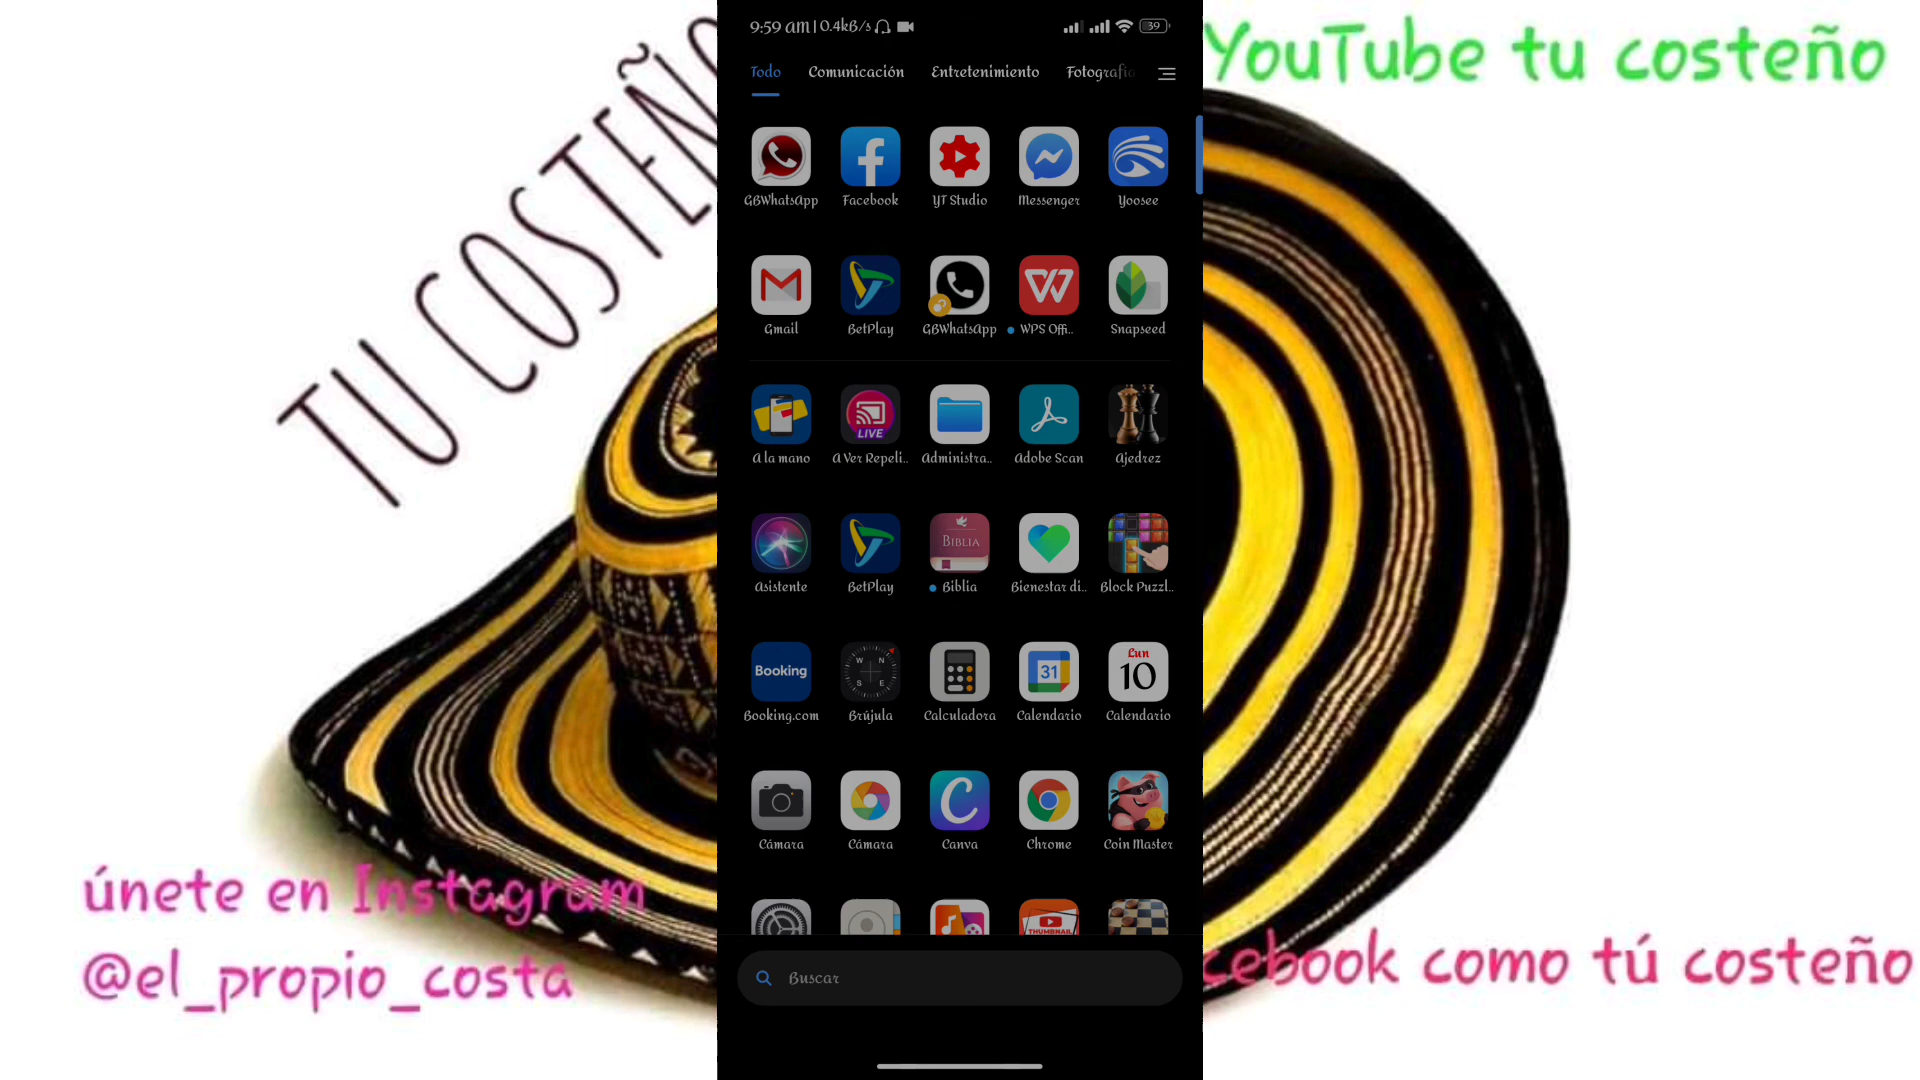 TU COSTEÑO
YouTube tu costeño
9:59 am | 0.4kB/s
39
Todo Comunicación Entretenimiento Fotografía
GBWhatsApp Facebook YT Studio Messenger Yoosee
Gmail BetPlay GBWhatsApp WPS Offi.. Snapseed
LIVE
A la mano A Ver Repeli.. Administra.. Adobe Scan Ajedrez
BIBLIA
Asistente BetPlay Biblia Bienestar di.. Block Puzzl..
Booking W N S E 31 Lun 10
Booking.com Brújula Calculadora Calendario Calendario
Cámara Cámara Canva Chrome Coin Master
THUMBNAIL
Buscar
únete en Instagram
@el_propio_costa
cebook como tú costeño